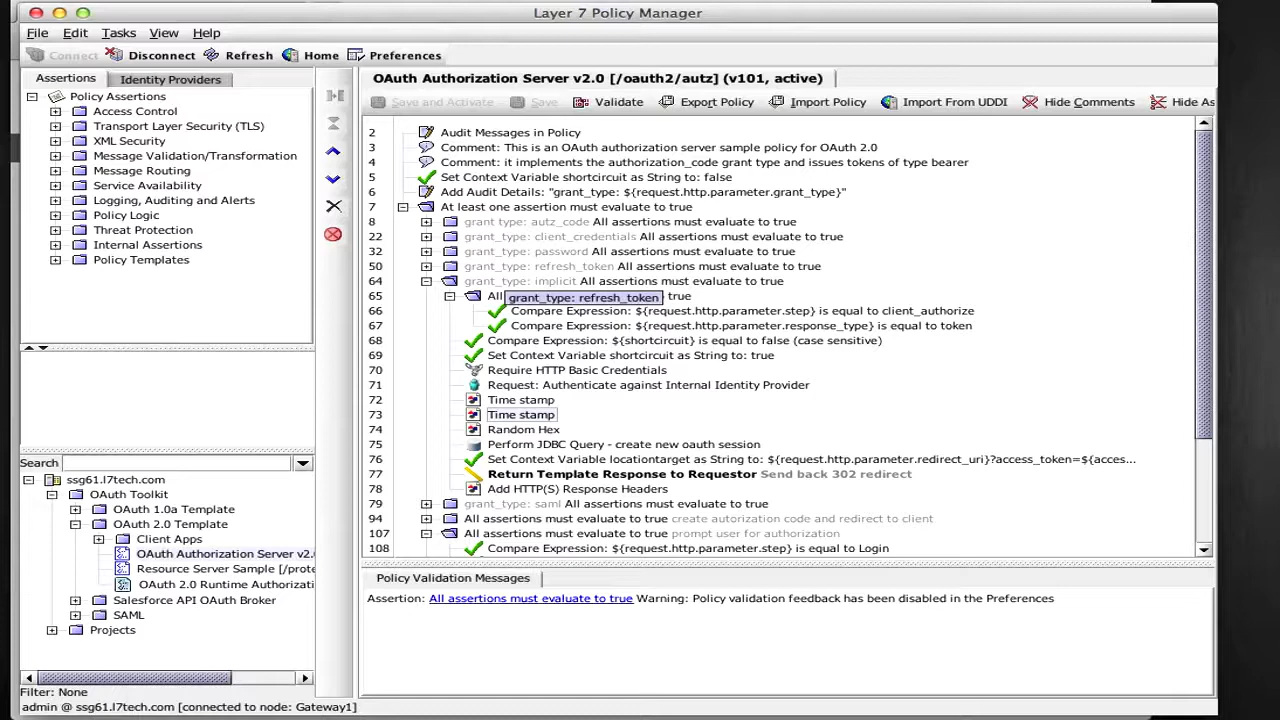 Layer 7 Policy Manager
File Edit Tasks View Help
Connect Disconnect Refresh Home Preferences
Assertions Identity Providers
Policy Assertions
Access Control
Transport Layer Security (TLS)
XML Security
Message Validation/Transformation
Message Routing
Service Availability
Logging, Auditing and Alerts
Policy Logic
Threat Protection
Internal Assertions
Policy Templates
Search
ssg61.l7tech.com
OAuth Toolkit
OAuth 1.0a Template
OAuth 2.0 Template
Client Apps
OAuth Authorization Server v2.
Resource Server Sample [/prote
OAuth 2.0 Runtime Authorizati
Salesforce API OAuth Broker
SAML
Projects
Filter: None
admin @ ssg61.l7tech.com [connected to node: Gateway1]
OAuth Authorization Server v2.0 [/oauth2/autz] (v101, active)
Save and Activate Save Validate Export Policy Import Policy Import From UDDI Hide Comments Hide As
2 Audit Messages in Policy
3 Comment: This is an OAuth authorization server sample policy for OAuth 2.0
4 Comment: it implements the authorization_code grant type and issues tokens of type bearer
5 Set Context Variable shortcircuit as String to: false
6 Add Audit Details: "grant_type: ${request.http.parameter.grant_type}"
7 At least one assertion must evaluate to true
8 grant type: autz_code All assertions must evaluate to true
22 grant_type: client_credentials All assertions must evaluate to true
32 grant_type: password All assertions must evaluate to true
50 grant_type: refresh_token All assertions must evaluate to true
64 grant_type: implicit All assertions must evaluate to true
65 All grant_type: refresh_token true
66 Compare Expression: ${request.http.parameter.step} is equal to client_authorize
67 Compare Expression: ${request.http.parameter.response_type} is equal to token
68 Compare Expression: ${shortcircuit} is equal to false (case sensitive)
69 Set Context Variable shortcircuit as String to: true
70 Require HTTP Basic Credentials
71 Request: Authenticate against Internal Identity Provider
72 Time stamp
73 Time stamp
74 Random Hex
75 Perform JDBC Query - create new oauth session
76 Set Context Variable locationtarget as String to: ${request.http.parameter.redirect_uri}?access_token=${acces...
77 Return Template Response to Requestor Send back 302 redirect
78 Add HTTP(S) Response Headers
79 grant_type: saml All assertions must evaluate to true
94 All assertions must evaluate to true create autorization code and redirect to client
107 All assertions must evaluate to true prompt user for authorization
108 Compare Expression: ${request.http.parameter.step} is equal to Login
Policy Validation Messages
Assertion: All assertions must evaluate to true Warning: Policy validation feedback has been disabled in the Preferences